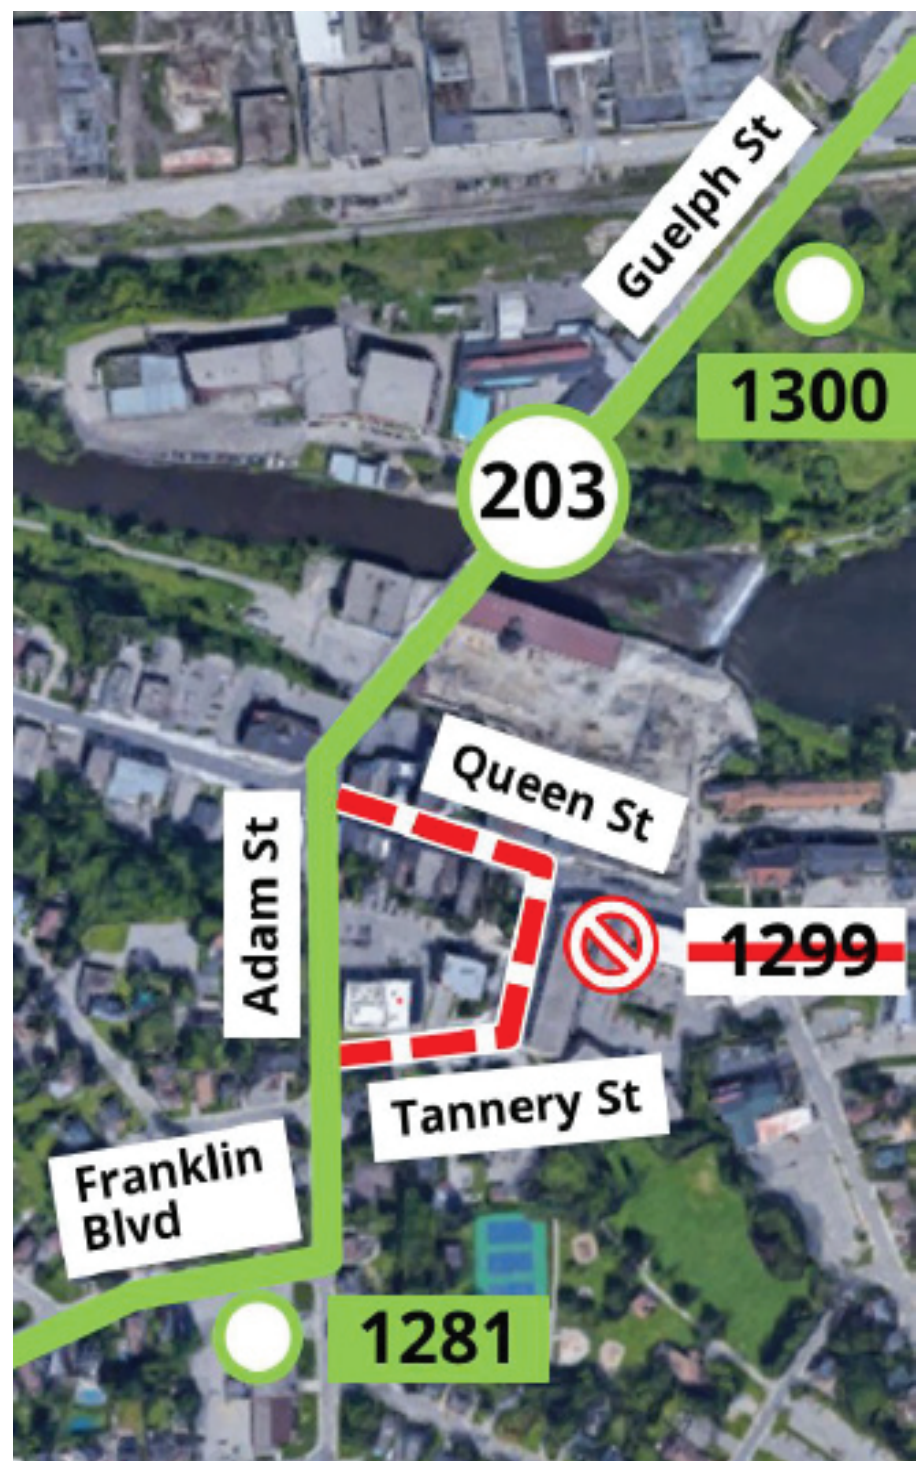 Guelph St
1300
203
Queen St
Adam St
1299
Tannery St
Franklin
Blvd
1281